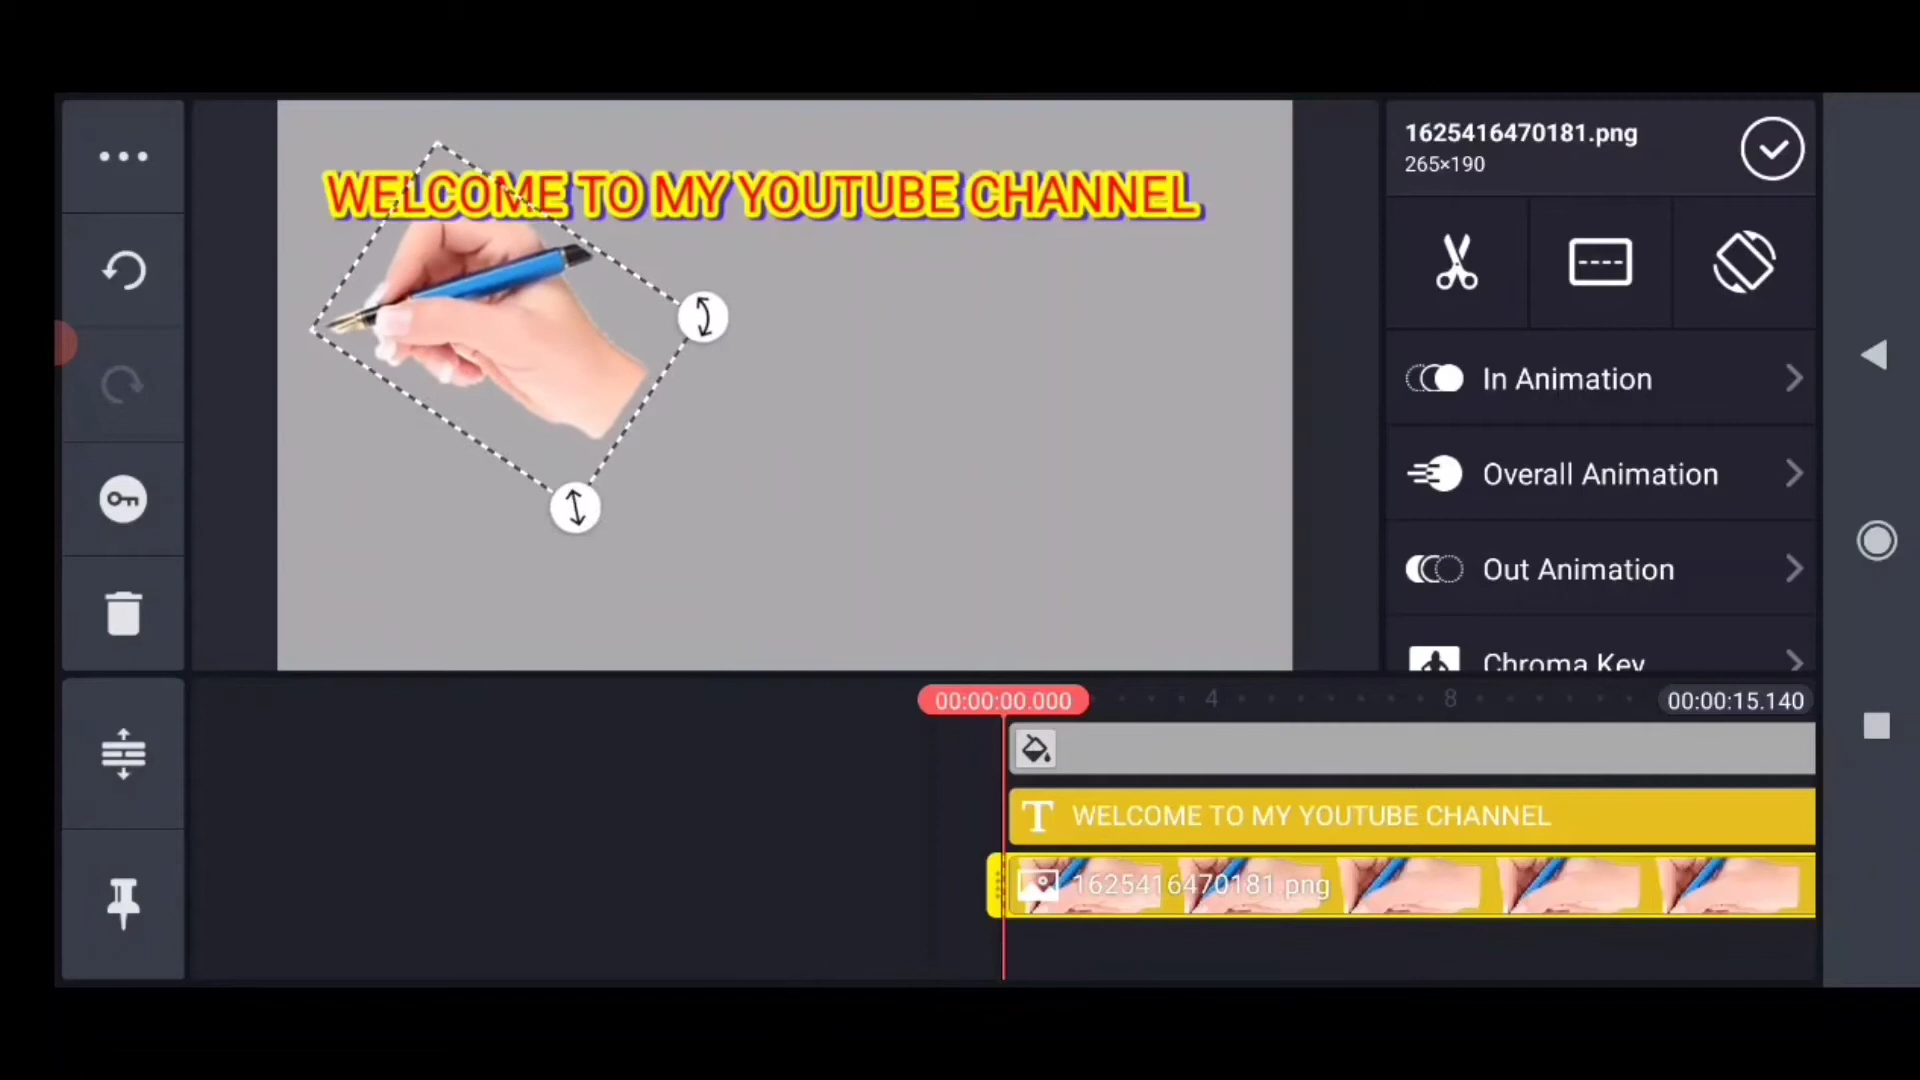 1625416470181.png
265×190
WELCOME TO MY YOUTUBE CHANNEL
In Animation
Overall Animation
Out Animation
Chroma Key
00:00:00.000
4
8
00:00:15.140
T WELCOME TO MY YOUTUBE CHANNEL
1625416470181.png